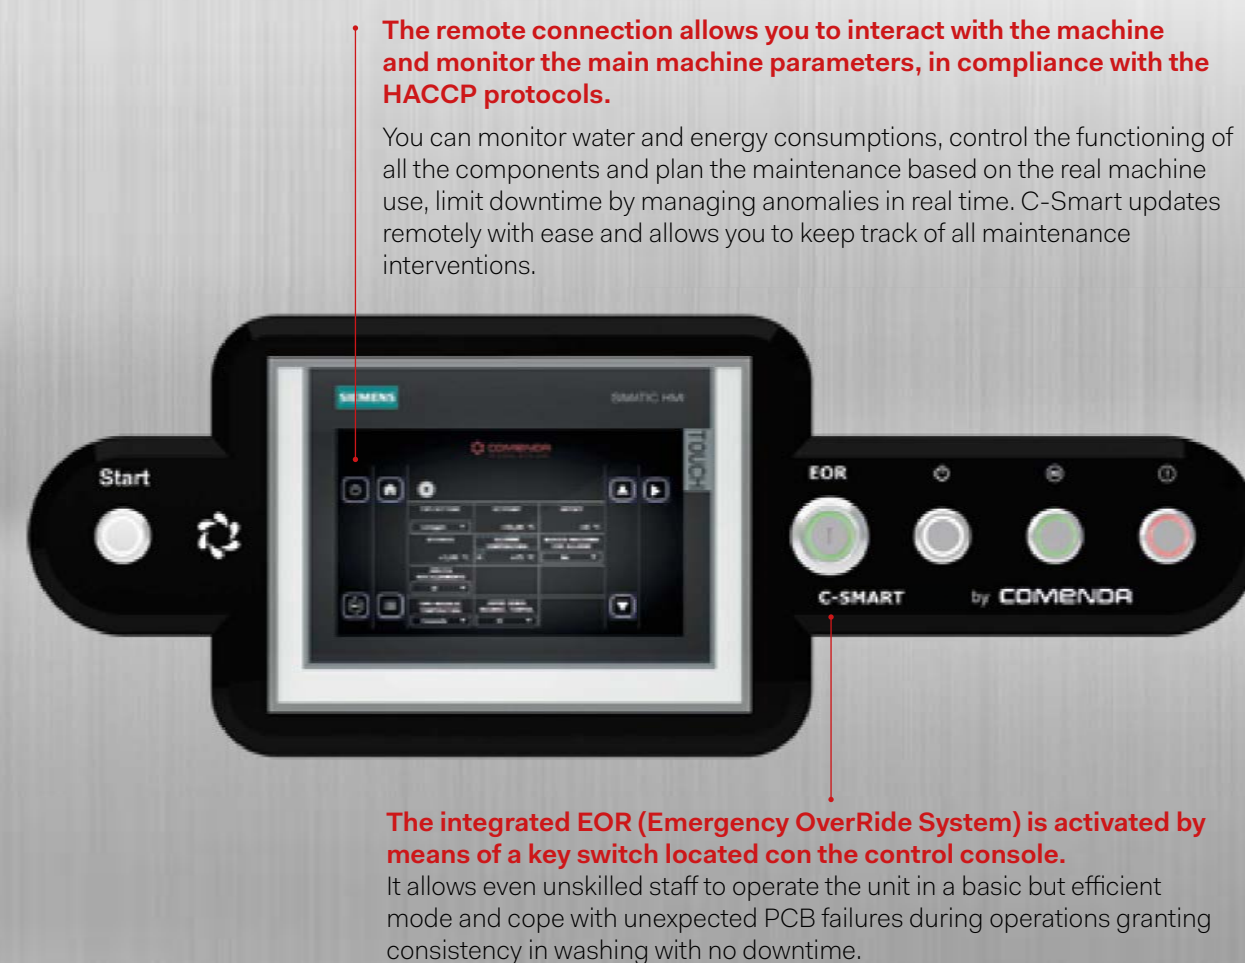 The remote connection allows you to interact with the machine
and monitor the main machine parameters, in compliance with the
HACCP protocols.
You can monitor water and energy consumptions, control the functioning of
all the components and plan the maintenance based on the real machine
use, limit downtime by managing anomalies in real time. C-Smart updates
remotely with ease and allows you to keep track of all maintenance
interventions.
SIEMENS
SIMATIC HMI
TOUCH
COMENDA
Start
EOR
C-SMART by COMENDA
The integrated EOR (Emergency OverRide System) is activated by
means of a key switch located con the control console.
It allows even unskilled staff to operate the unit in a basic but efficient
mode and cope with unexpected PCB failures during operations granting
consistency in washing with no downtime.